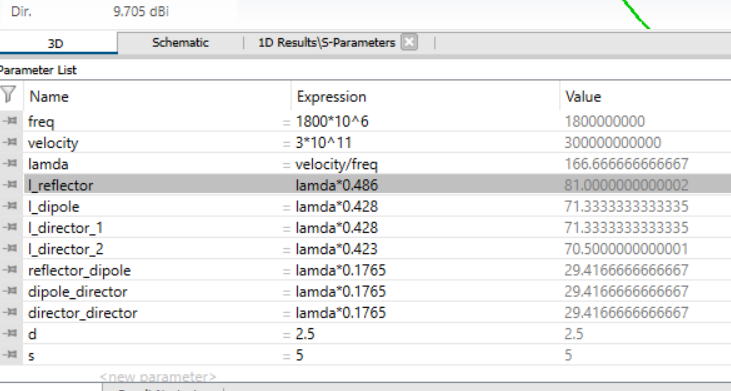 Dir. 9.705 dBi
3D Schematic 1D Results\S-Parameters
Parameter List
Name Expression Value
freq = 1800*10^6 1800000000
velocity = 3*10^11 300000000000
lamda = velocity/freq 166.666666666667
l_reflector lamda*0.486 81.0000000000002
l_dipole = lamda*0.428 71.3333333333335
l_director_1 = lamda*0.428 71.3333333333335
l_director_2 = lamda*0.423 70.5000000000001
reflector_dipole = lamda*0.1765 29.4166666666667
dipole_director = lamda*0.1765 29.4166666666667
director_director = lamda*0.1765 29.4166666666667
d = 2.5 2.5
s = 5 5
<new parameter>